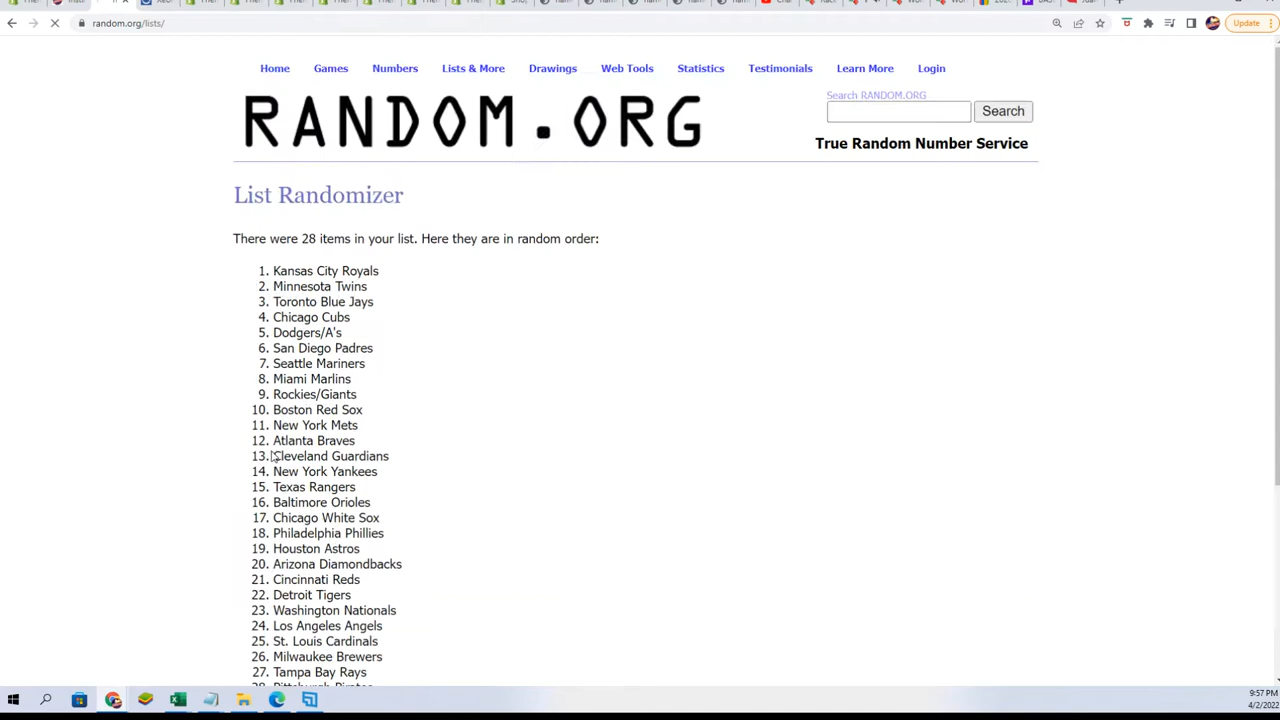 random.org/lists/
Update
Home Games Numbers Lists & More Drawings Web Tools Statistics Testimonials Learn More Login
RANDOM.ORG
Search RANDOM.ORG
Search
True Random Number Service
List Randomizer
There were 28 items in your list. Here they are in random order:
1. Kansas City Royals
2. Minnesota Twins
3. Toronto Blue Jays
4. Chicago Cubs
5. Dodgers/A's
6. San Diego Padres
7. Seattle Mariners
8. Miami Marlins
9. Rockies/Giants
10. Boston Red Sox
11. New York Mets
12. Atlanta Braves
13. Cleveland Guardians
14. New York Yankees
15. Texas Rangers
16. Baltimore Orioles
17. Chicago White Sox
18. Philadelphia Phillies
19. Houston Astros
20. Arizona Diamondbacks
21. Cincinnati Reds
22. Detroit Tigers
23. Washington Nationals
24. Los Angeles Angels
25. St. Louis Cardinals
26. Milwaukee Brewers
27. Tampa Bay Rays
28. Pittsburgh Pirates
9:57 PM
4/2/2022